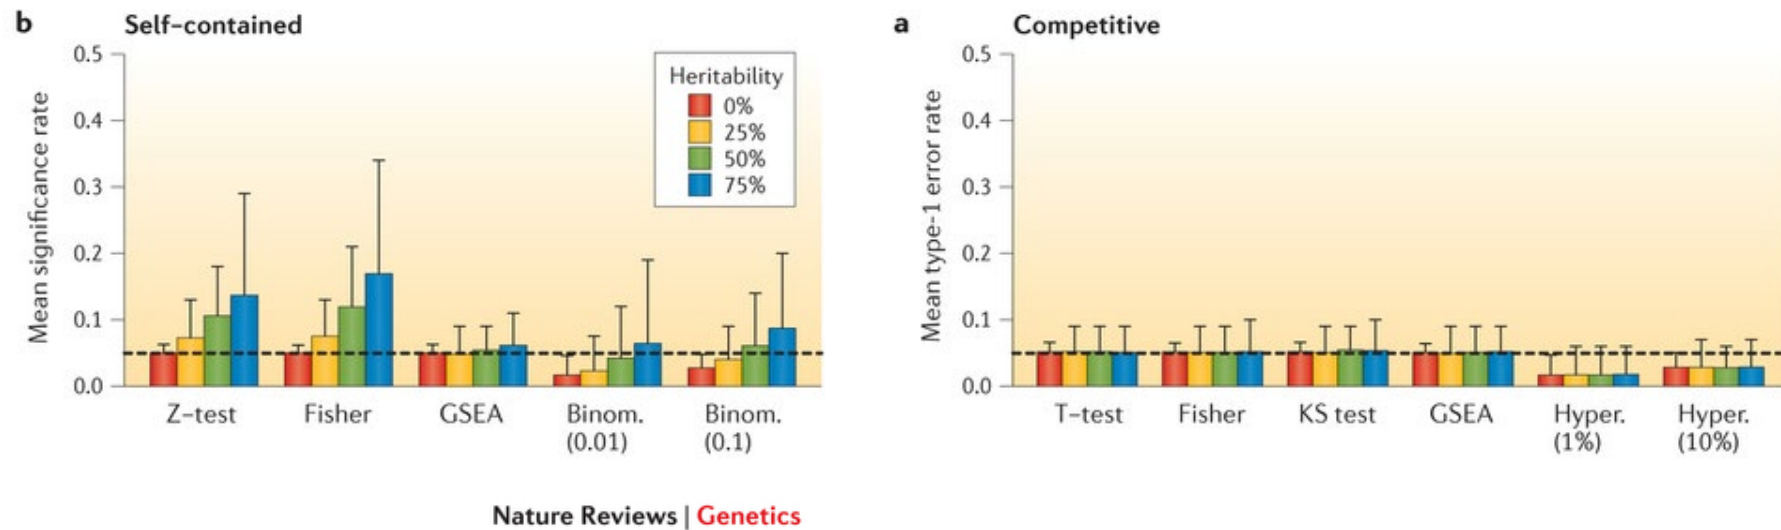 b Self-contained
Mean significance rate
0.5
0.4
0.3
0.2
0.1
0.0
Heritability
0%
25%
50%
75%
Z-test Fisher GSEA Binom. (0.01) Binom. (0.1)
a Competitive
Mean type-1 error rate
0.5
0.4
0.3
0.2
0.1
0.0
T-test Fisher KS test GSEA Hyper. (1%) Hyper. (10%)
Nature Reviews | Genetics